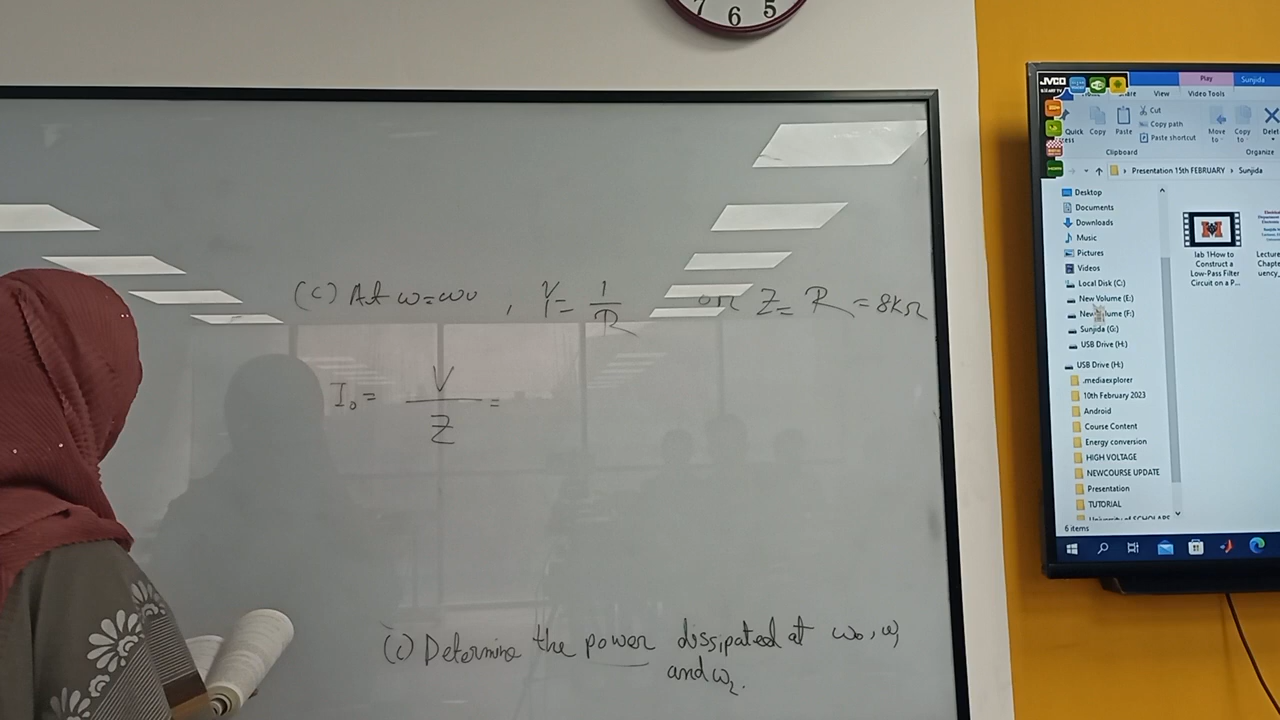 7 6 5
(c) At ω=ω0 , Y= 1/R or Z= R =8kΩ
I0= V/Z =
(c) Determine the power dissipated at ω0, ω1
and ω2.
JVCO
Play
Sunjida
View
Video Tools
Copy
Paste
Cut
Copy path
Paste shortcut
Move to
Copy to
Clipboard
Organize
Presentation 15th FEBRUARY > Sunjida
Desktop
Documents
Downloads
Music
Pictures
Videos
Local Disk (C:)
New Volume (E:)
New Volume (F:)
Sunjida (G:)
USB Drive (H:)
USB Drive (H:)
.mediaexplorer
10th February 2023
Android
Course Content
Energy conversion
HIGH VOLTAGE
NEWCOURSE UPDATE
Presentation
TUTORIAL
lab 1How to
Construct a
Low-Pass Filter
Circuit on a P...
6 items